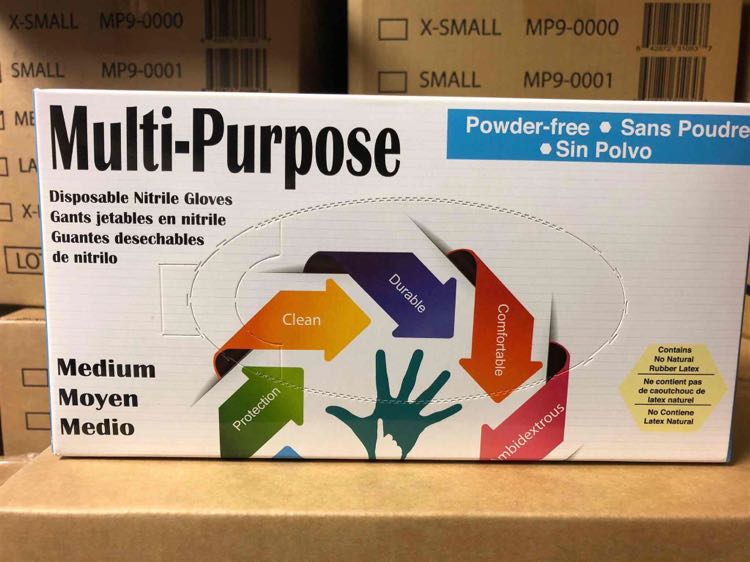 X-SMALL MP9-0000
SMALL MP9-0001
X-SMALL MP9-0000
SMALL MP9-0001
Multi-Purpose
Powder-free • Sans Poudre
• Sin Polvo
Disposable Nitrile Gloves
Gants jetables en nitrile
Guantes desechables
de nitrilo
Clean
Durable
Comfortable
Protection
mbidextrous
Medium
Moyen
Medio
Contains
No Natural
Rubber Latex
Ne contient pas
de caoutchouc de
latex naturel
No Contiene
Latex Natural